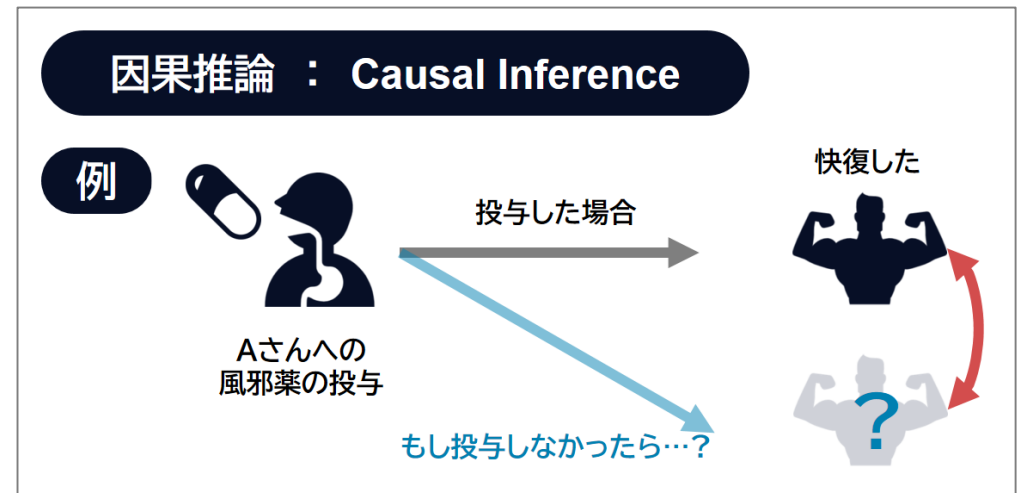 因果推論 : Causal Inference
例
快復した
投与した場合
Aさんへの
風邪薬の投与
もし投与しなかったら…?
?